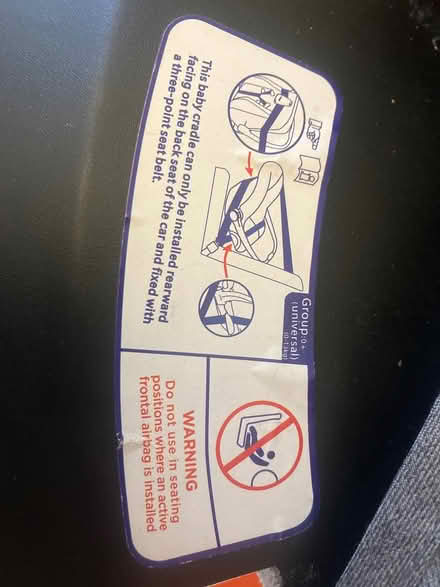 Group 0+
(universal)
(0-13kg)
This baby cradle can only be installed rearward
facing on the back seat of the car and fixed with
a three-point seat belt.
WARNING
Do not use in seating
positions where an active
frontal airbag is installed